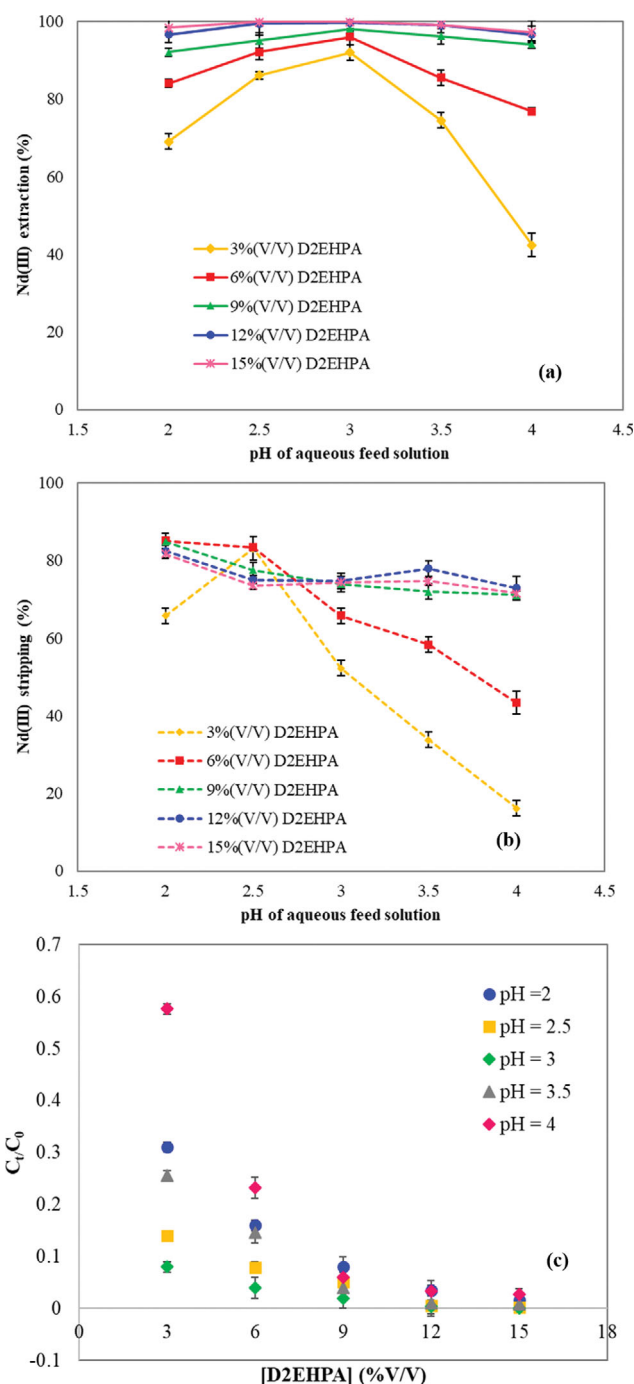 100
80
60
40
20
0
Nd(III) extraction (%)
3%(V/V) D2EHPA
6%(V/V) D2EHPA
9%(V/V) D2EHPA
12%(V/V) D2EHPA
15%(V/V) D2EHPA
(a)
1.5 2 2.5 3 3.5 4 4.5
pH of aqueous feed solution
100
80
60
40
20
0
Nd(III) stripping (%)
3%(V/V) D2EHPA
6%(V/V) D2EHPA
9%(V/V) D2EHPA
12%(V/V) D2EHPA
15%(V/V) D2EHPA
(b)
1.5 2 2.5 3 3.5 4 4.5
pH of aqueous feed solution
0.7
0.6
0.5
0.4
0.3
0.2
0.1
0
-0.1
Ct/C0
pH =2
pH = 2.5
pH = 3
pH = 3.5
pH = 4
(c)
0 3 6 9 12 15 18
[D2EHPA] (%V/V)